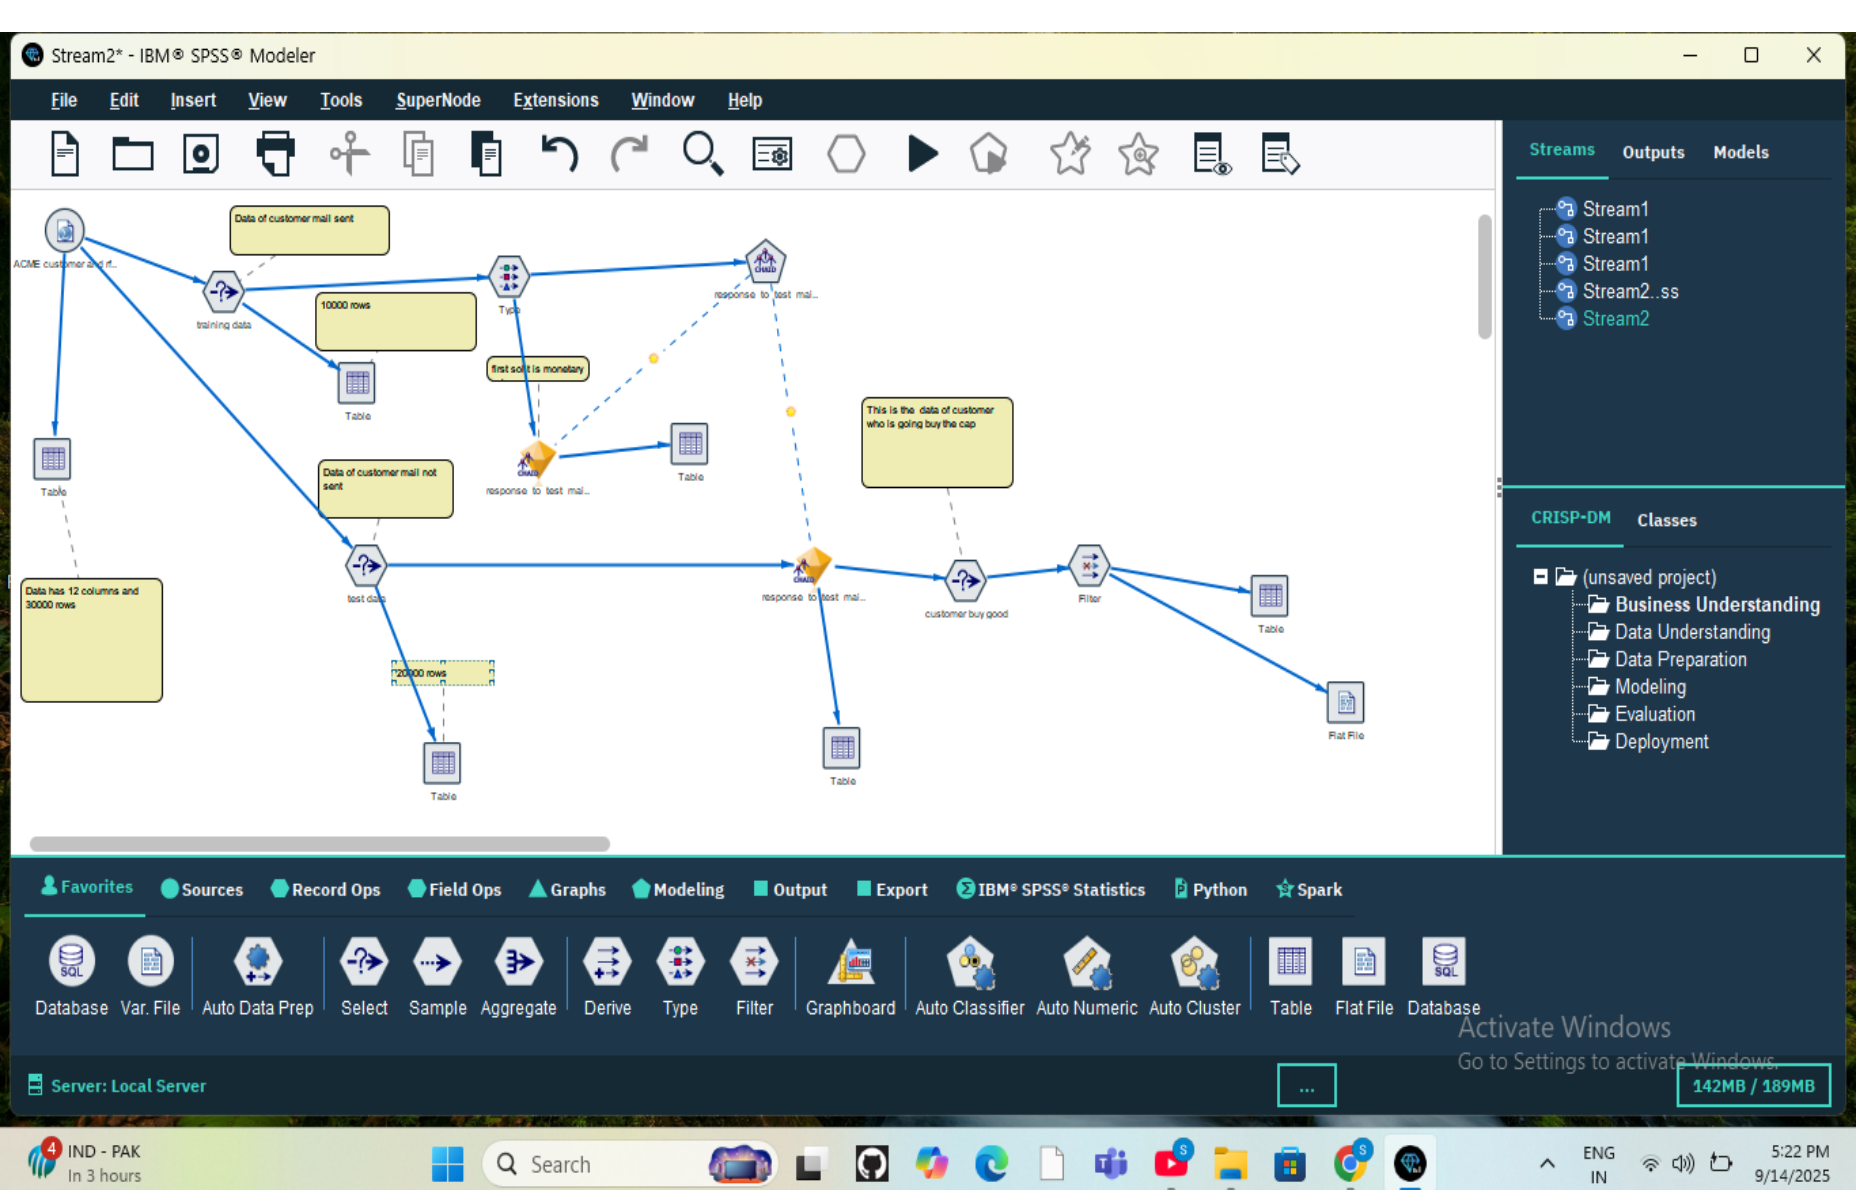 Stream2* - IBM® SPSS® Modeler
File Edit Insert View Tools SuperNode Extensions Window Help
Data of customer mail sent
ACME customer and rf...
training data
10000 rows
Type
response to test mai...
Table
first soht is monetary
Table
Data of customer mail not
sent
response to test mai...
Table
This is the data of customer
who is going buy the cap
Data has 12 columns and
30000 rows
test data
response to test mai...
customer buy good
Filter
Table
20000 rows
Table
Table
Flat File
Streams Outputs Models
Stream1
Stream1
Stream1
Stream2..ss
Stream2
CRISP-DM Classes
(unsaved project)
Business Understanding
Data Understanding
Data Preparation
Modeling
Evaluation
Deployment
Favorites Sources Record Ops Field Ops Graphs Modeling Output Export IBM® SPSS® Statistics Python Spark
SQL SQL
Database Var. File Auto Data Prep Select Sample Aggregate Derive Type Filter Graphboard Auto Classifier Auto Numeric Auto Cluster Table Flat File Database
Activate Windows
Go to Settings to activate Windows.
Server: Local Server
...
142MB / 189MB
4
IND - PAK
In 3 hours
Search
ENG
IN
5:22 PM
9/14/2025